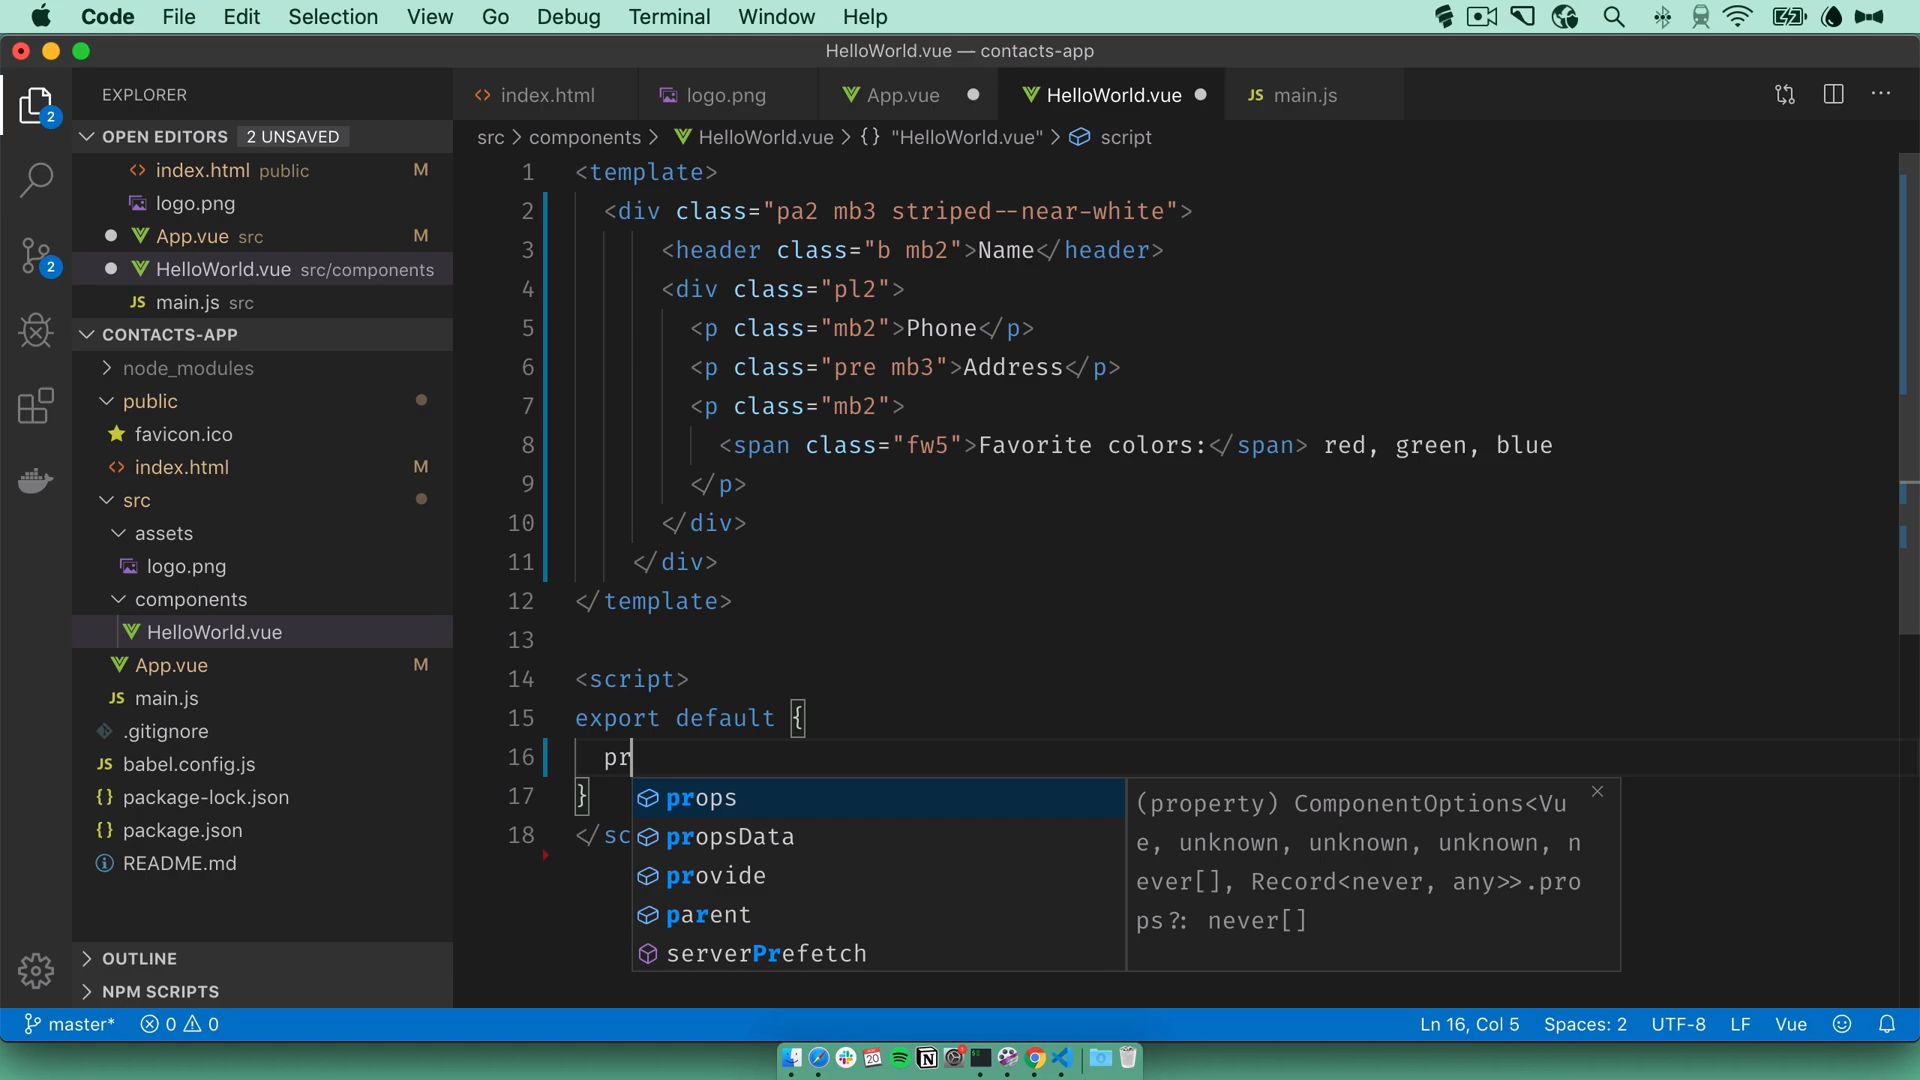 Code File Edit Selection View Go Debug Terminal Window Help
HelloWorld.vue — contacts-app
EXPLORER
OPEN EDITORS 2 UNSAVED
index.html public M
logo.png
App.vue src M
HelloWorld.vue src/components
main.js src
CONTACTS-APP
node_modules
public
favicon.ico
index.html M
src
assets
logo.png
components
HelloWorld.vue
App.vue M
JS main.js
.gitignore
JS babel.config.js
{} package-lock.json
{} package.json
README.md
OUTLINE
NPM SCRIPTS
2
2
index.html logo.png App.vue HelloWorld.vue JS main.js
src > components > HelloWorld.vue > {} "HelloWorld.vue" > script
1 <template>
2 <div class="pa2 mb3 striped--near-white">
3 <header class="b mb2">Name</header>
4 <div class="pl2">
5 <p class="mb2">Phone</p>
6 <p class="pre mb3">Address</p>
7 <p class="mb2">
8 <span class="fw5">Favorite colors:</span> red, green, blue
9 </p>
10 </div>
11 </div>
12 </template>
13
14 <script>
15 export default {
16 pr
17 }
18 </sc
props
propsData
provide
parent
serverPrefetch
(property) ComponentOptions<Vu
e, unknown, unknown, unknown, n
ever[], Record<never, any>>.pro
ps?: never[]
master* 0 0 Ln 16, Col 5 Spaces: 2 UTF-8 LF Vue
20